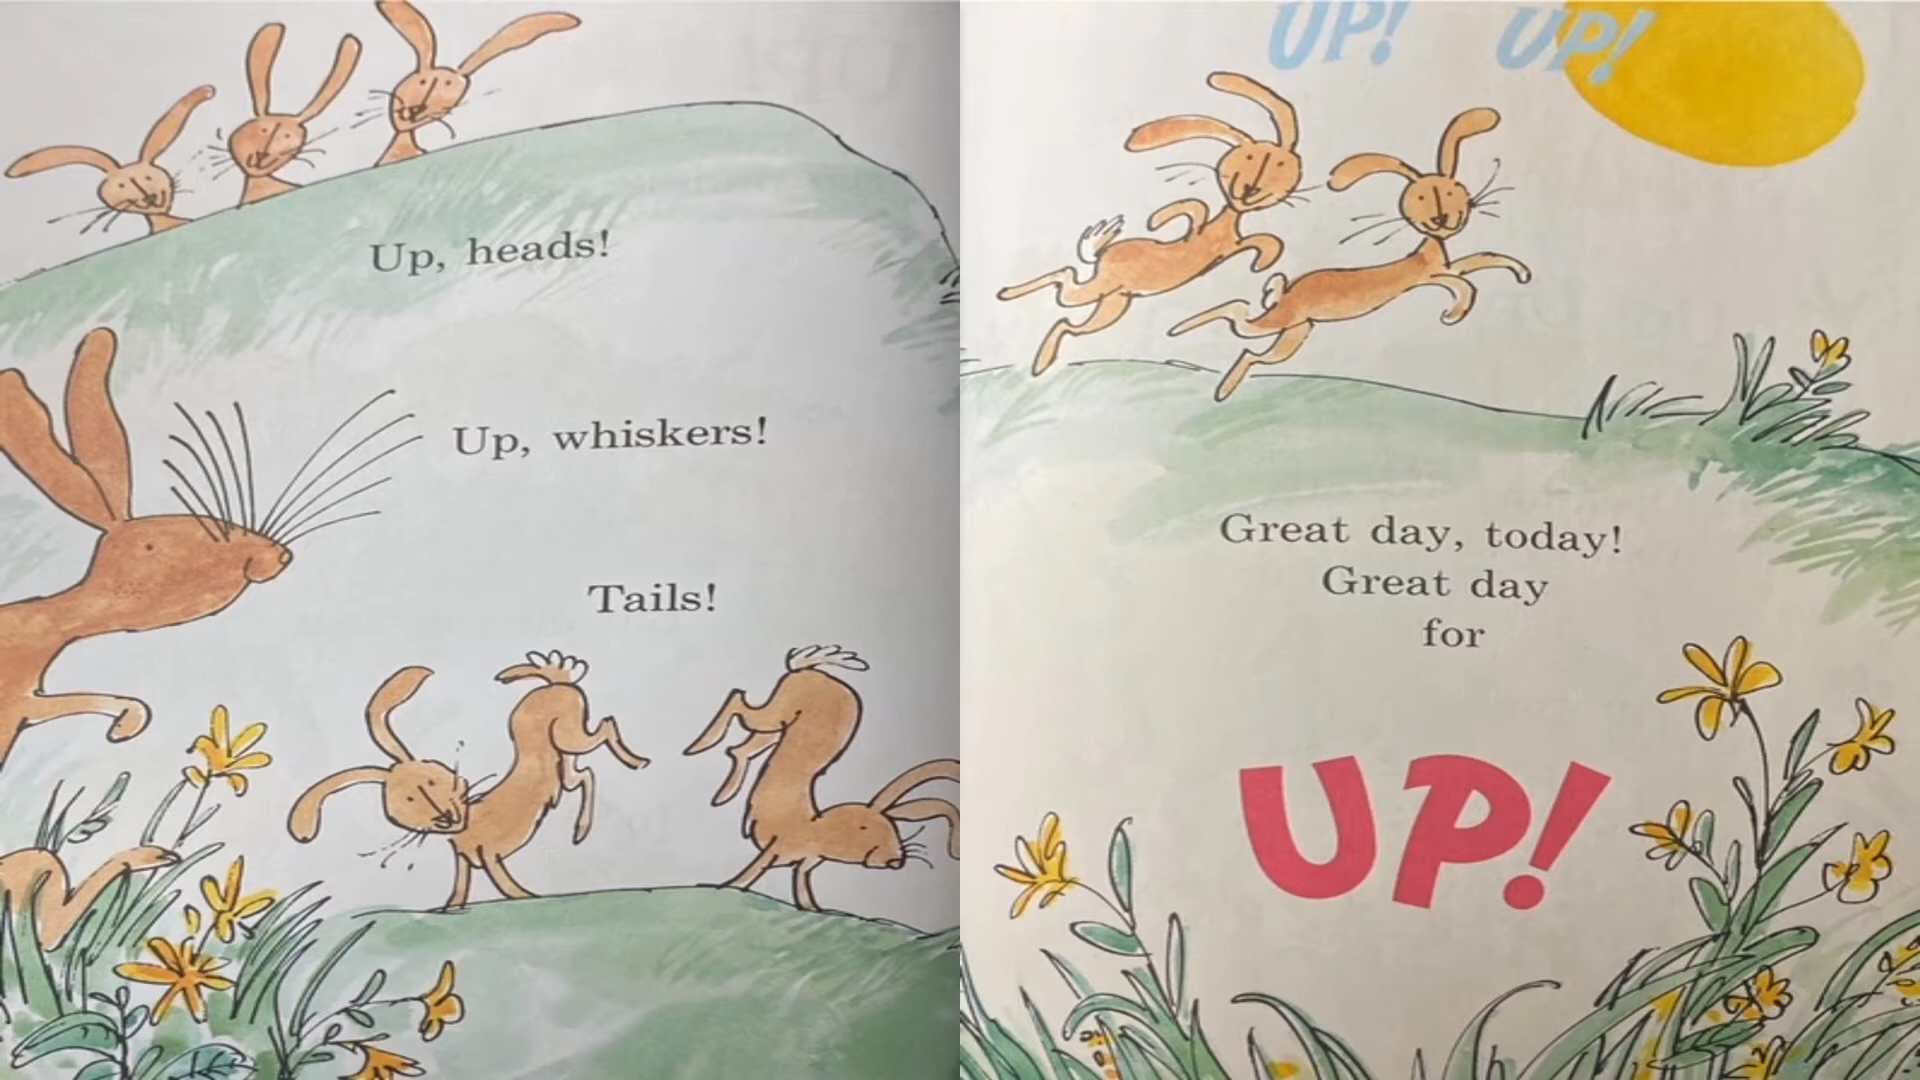 Up, heads!
Up, whiskers!
Tails!
UP! UP!
Great day, today!
Great day
for
UP!